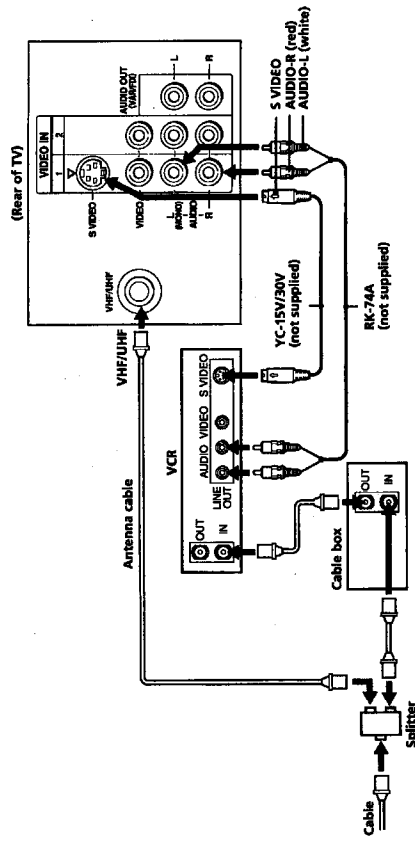 (Rear of TV)
VIDEO IN
1
2
AUDIO OUT
(VAR/FIX)
S VIDEO
VIDEO
L
(MONO)
AUDIO
R
L
R
VHF/UHF
VHF/UHF
S VIDEO
AUDIO-R (red)
AUDIO-L (white)
YC-15V/30V
(not supplied)
RK-74A
(not supplied)
Antenna cable
VCR
OUT
IN
LINE
OUT
AUDIO
VIDEO
S VIDEO
Cable box
OUT
IN
Splitter
Cable